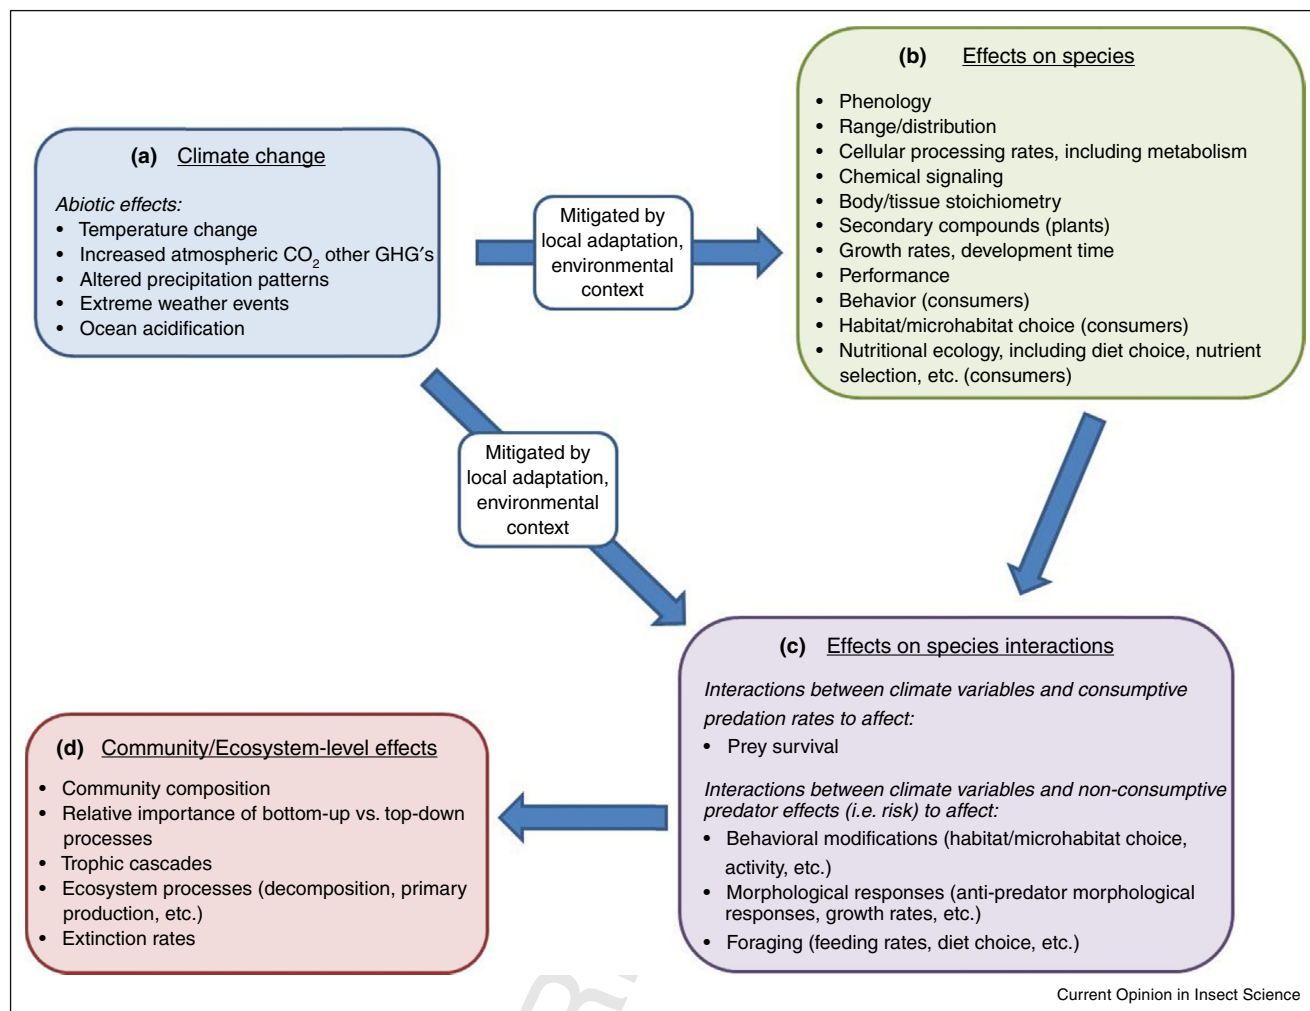 (a) Climate change
Abiotic effects:
• Temperature change
• Increased atmospheric CO2 other GHG′s
• Altered precipitation patterns
• Extreme weather events
• Ocean acidification
Mitigated by
local adaptation,
environmental
context
(b) Effects on species
• Phenology
• Range/distribution
• Cellular processing rates, including metabolism
• Chemical signaling
• Body/tissue stoichiometry
• Secondary compounds (plants)
• Growth rates, development time
• Performance
• Behavior (consumers)
• Habitat/microhabitat choice (consumers)
• Nutritional ecology, including diet choice, nutrient
selection, etc. (consumers)
Mitigated by
local adaptation,
environmental
context
(c) Effects on species interactions
Interactions between climate variables and consumptive
predation rates to affect:
• Prey survival
Interactions between climate variables and non-consumptive
predator effects (i.e. risk) to affect:
• Behavioral modifications (habitat/microhabitat choice,
activity, etc.)
• Morphological responses (anti-predator morphological
responses, growth rates, etc.)
• Foraging (feeding rates, diet choice, etc.)
(d) Community/Ecosystem-level effects
• Community composition
• Relative importance of bottom-up vs. top-down
processes
• Trophic cascades
• Ecosystem processes (decomposition, primary
production, etc.)
• Extinction rates
Current Opinion in Insect Science